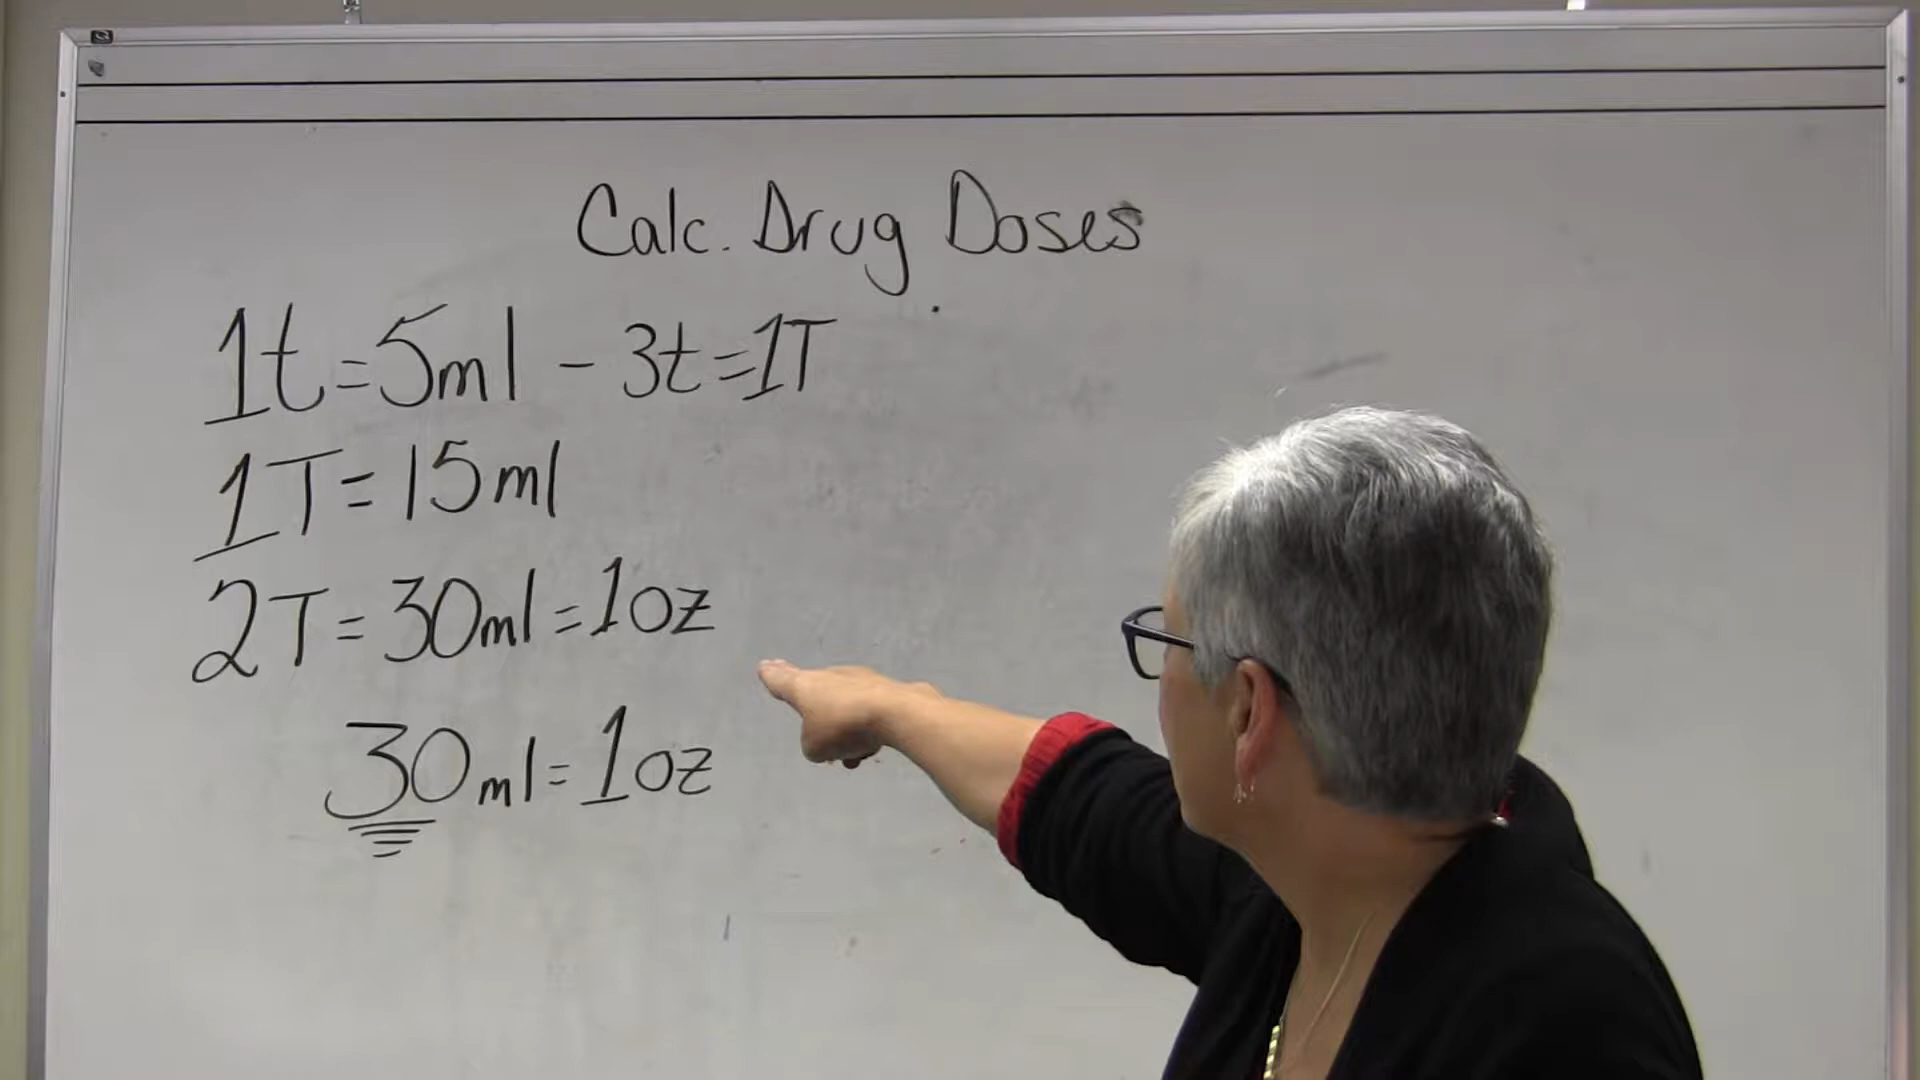 Calc. Drug Doses
1t=5ml - 3t=1T
1T=15ml
2T=30ml=1oz
30ml=1oz